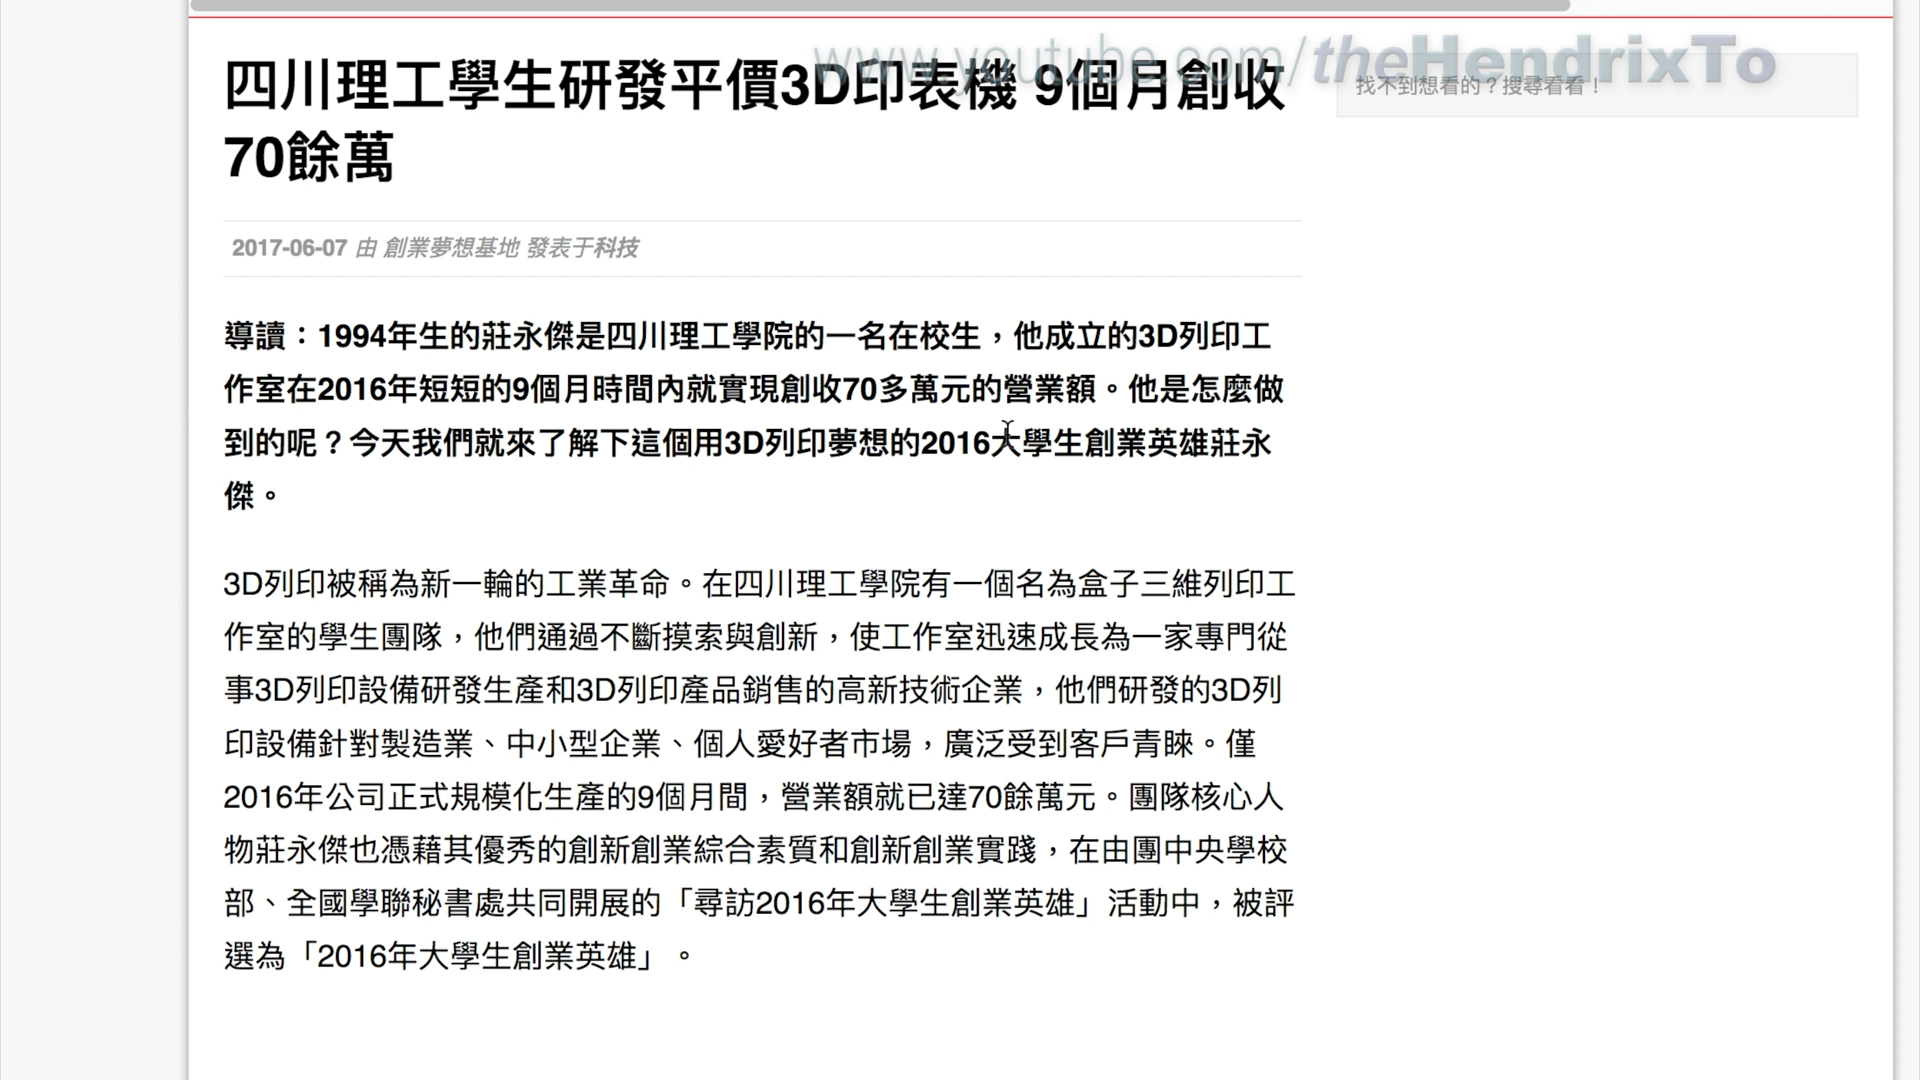 www.youtube.com/theHendrixTo
四川理工學生研發平價3D印表機 9個月創收
70餘萬
找不到想看的？搜尋看看！
2017-06-07 由 創業夢想基地 發表于科技
導讀：1994年生的莊永傑是四川理工學院的一名在校生，他成立的3D列印工
作室在2016年短短的9個月時間內就實現創收70多萬元的營業額。他是怎麼做
到的呢？今天我們就來了解下這個用3D列印夢想的2016大學生創業英雄莊永
傑。
3D列印被稱為新一輪的工業革命。在四川理工學院有一個名為盒子三維列印工
作室的學生團隊，他們通過不斷摸索與創新，使工作室迅速成長為一家專門從
事3D列印設備研發生產和3D列印產品銷售的高新技術企業，他們研發的3D列
印設備針對製造業、中小型企業、個人愛好者市場，廣泛受到客戶青睞。僅
2016年公司正式規模化生產的9個月間，營業額就已達70餘萬元。團隊核心人
物莊永傑也憑藉其優秀的創新創業綜合素質和創新創業實踐，在由團中央學校
部、全國學聯秘書處共同開展的「尋訪2016年大學生創業英雄」活動中，被評
選為「2016年大學生創業英雄」。